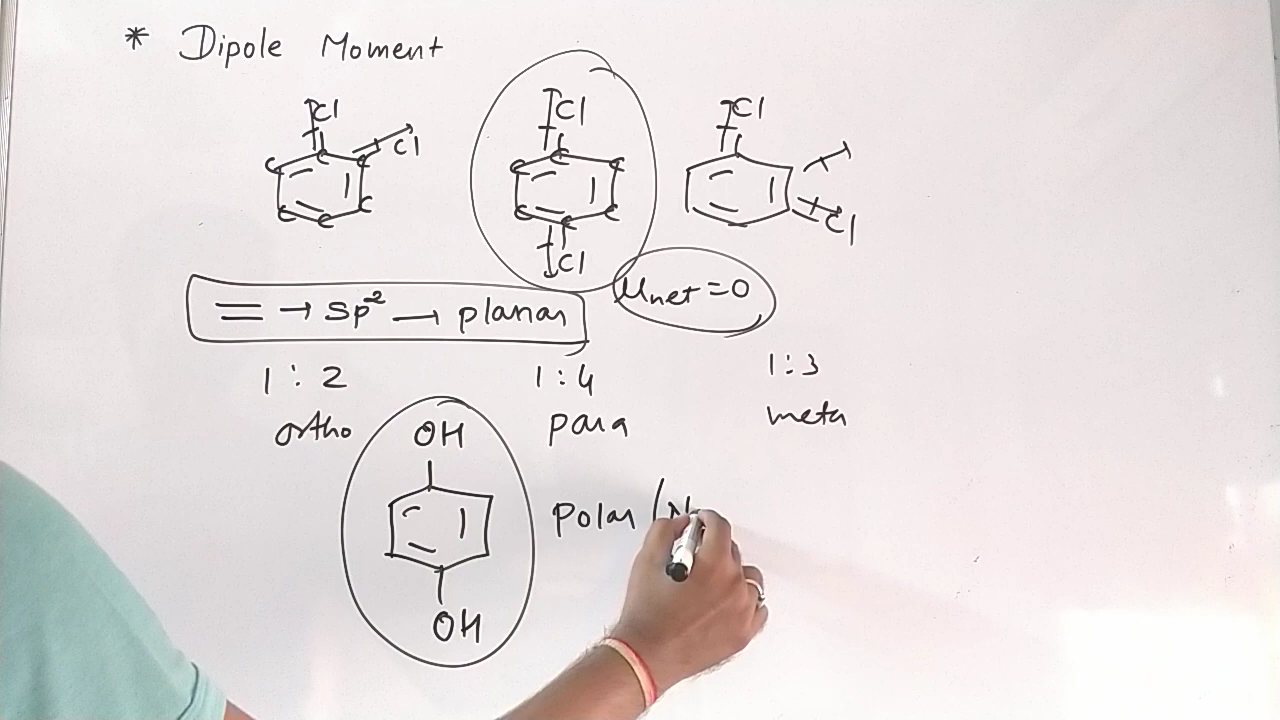 * Dipole Moment
Cl Cl Cl
C C Cl C C C
C C C C C C Cl
Cl
= → sp² → planar μnet = 0
1 : 2 1 : 4 1 : 3
ortho para meta
OH
Polar (N
OH